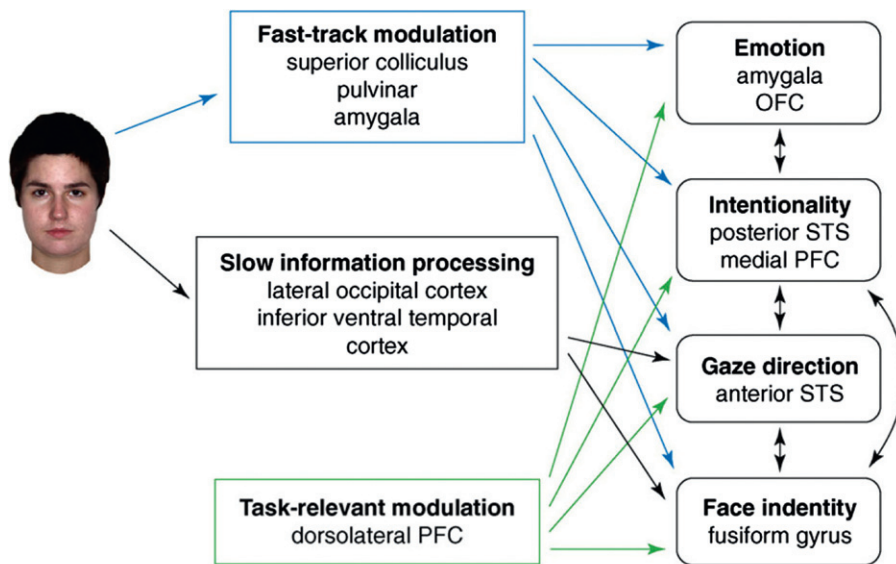 Fast-track modulation
superior colliculus
pulvinar
amygala
Slow information processing
lateral occipital cortex
inferior ventral temporal
cortex
Task-relevant modulation
dorsolateral PFC
Emotion
amygala
OFC
Intentionality
posterior STS
medial PFC
Gaze direction
anterior STS
Face indentity
fusiform gyrus